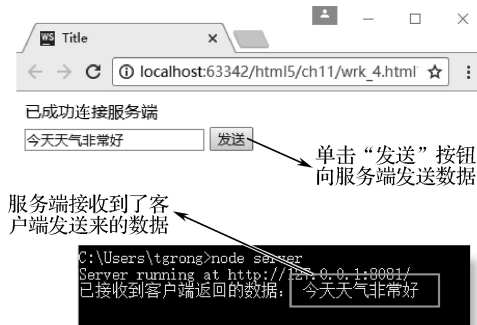 WS Title
localhost:63342/html5/ch11/wrk_4.html
已成功连接服务端
今天天气非常好 发送
单击“发送”按钮
向服务端发送数据
服务端接收到了客
户端发送来的数据
C:\Users\tgrong>node server
Server running at http://127.0.0.1:8081/
已接收到客户端返回的数据: 今天天气非常好